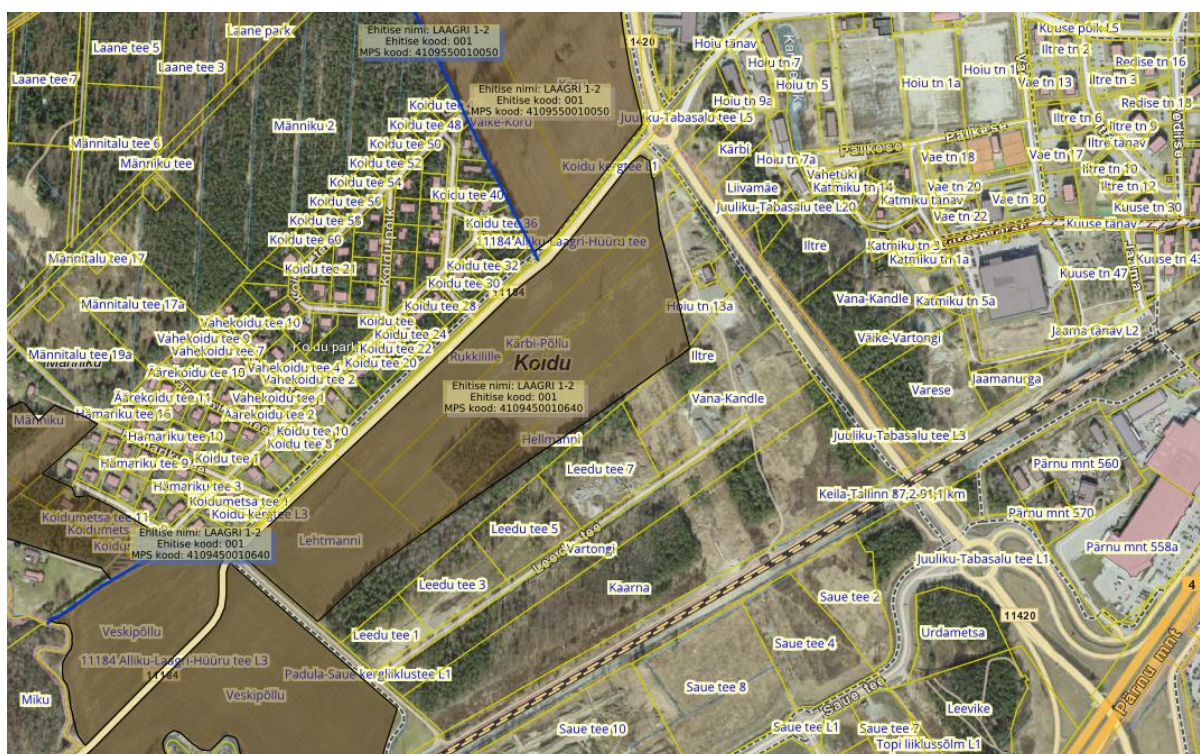 Laane tee 5
Laane park
Laane tee 3
Laane tee 7
Männitalu tee 6
Männiku tee
Männiku 2
Ehitise nimi: LAAGRI 1-2
Ehitise kood: 001
MPS kood: 4109550010050
Ehitise nimi: LAAGRI 1-2
Ehitise kood: 001
MPS kood: 4109550010050
Koru
Väike-Koru
Koidu tee 48
Koidu tee 50
Koidu tee 52
Koidu tee 54
Koidu tee 56
Koidu tee 58
Koidu tee 60
Koidu tee 21
Koidu põik
Koidu tee 40
Koidu tee 36
11184 Alliku-Laagri-Hüüru tee
Koidu tee 32
Koidu tee 30
Koidu tee 28
11184
Koidu kergtee L1
1420
Hoiu tänav
Hoiu tn 7
Hoiu tn 5
Hoiu tn 9a
Juuliku-Tabasalu tee L5
Kärbi
Hoiu tn 7a
Liivamäe
Juuliku-Tabasalu tee L20
Vahetüki
Katmiku tn 14
Katmiku tänav
Pälkese
Pälkese
Hoiu tn 1a
Kuuse põik L5
Iltre tn 2
Redise tn 16
Vae tn 13
Iltre tn 3
Redise tn 18
Iltre tn 6
Iltre tn 9
Iltre tänav
Vae tn 18
Vae tn 17
Iltre tn 10
Iltre tn 12
Vae tn 20
Vae tn 30
Kuuse tn 30
Vae tn 22
Kuuse tänav
Iltre
Katmiku tn 3
Katmiku tn 1a
Kuuse tn 47
Kuuse tn 43
Vana-Kandle
Katmiku tn 5a
Jaama tänav L2
Väike-Vartongi
Jaamanurga
Varese
Männitalu tee 17
Männitalu tee 17a
Männitalu tee 19a
Männiku
Vahekoidu tee 10
Vahekoidu tee 9
Vahekoidu tee 7
Koidu park
Koidu tee
Koidu tee 24
Koidu tee 22
Koidu tee 20
Äärekoidu tee 10
Vahekoidu tee 4
Vahekoidu tee 2
Äärekoidu tee 11
Vahekoidu tee 1
Äärekoidu tee 2
Hämariku tee 16
Hämariku tee 10
Koidu tee 10
Koidu tee 8
Koidu tee 1
Hämariku tee 9
Hämariku tee 3
Koidumetsa tee 1
Koidu kergtee L3
Männiku
Koidumetsa tee 11
Rukkilille
Kärbi-Põllu
Koidu
Ehitise nimi: LAAGRI 1-2
Ehitise kood: 001
MPS kood: 4109450010640
Hellmanni
Lehtmanni
Ehitise nimi: LAAGRI 1-2
Ehitise kood: 001
MPS kood: 4109450010640
Hoiu tn 13a
Iltre
Vana-Kandle
Juuliku-Tabasalu tee L3
Keila-Tallinn 87,2-91,1 km
Pärnu mnt 560
Pärnu mnt 570
Pärnu mnt 558a
Juuliku-Tabasalu tee L1
Leedu tee 7
Leedu tee 5
Vartongi
Leedu tee
Leedu tee 3
Kaarna
Leedu tee 1
Saue tee 2
Saue tee 4
Urdametsa
11420
4
Pärnu mnt
Veskipõllu
11184 Alliku-Laagri-Hüüru tee L3
11184
Padula-Saue kergliiklustee L1
Miku
Veskipõllu
Saue tee 8
Saue tee
Leevike
Saue tee 10
Saue tee L1
Saue tee 7
Topi liiklussõlm L1